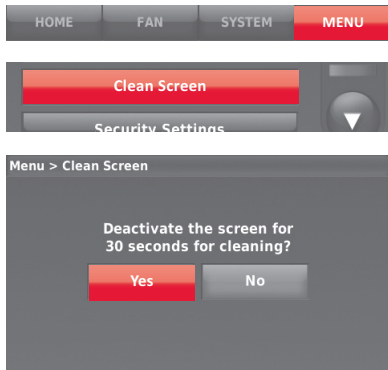 HOME FAN SYSTEM MENU
Clean Screen
Security Settings
Menu > Clean Screen
Deactivate the screen for
30 seconds for cleaning?
Yes No